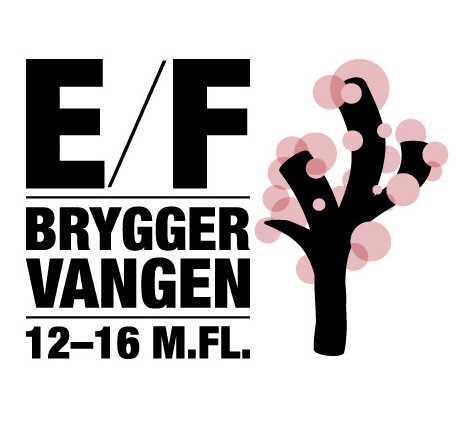 E/F
BRYGGER
VANGEN
12–16 M.FL.